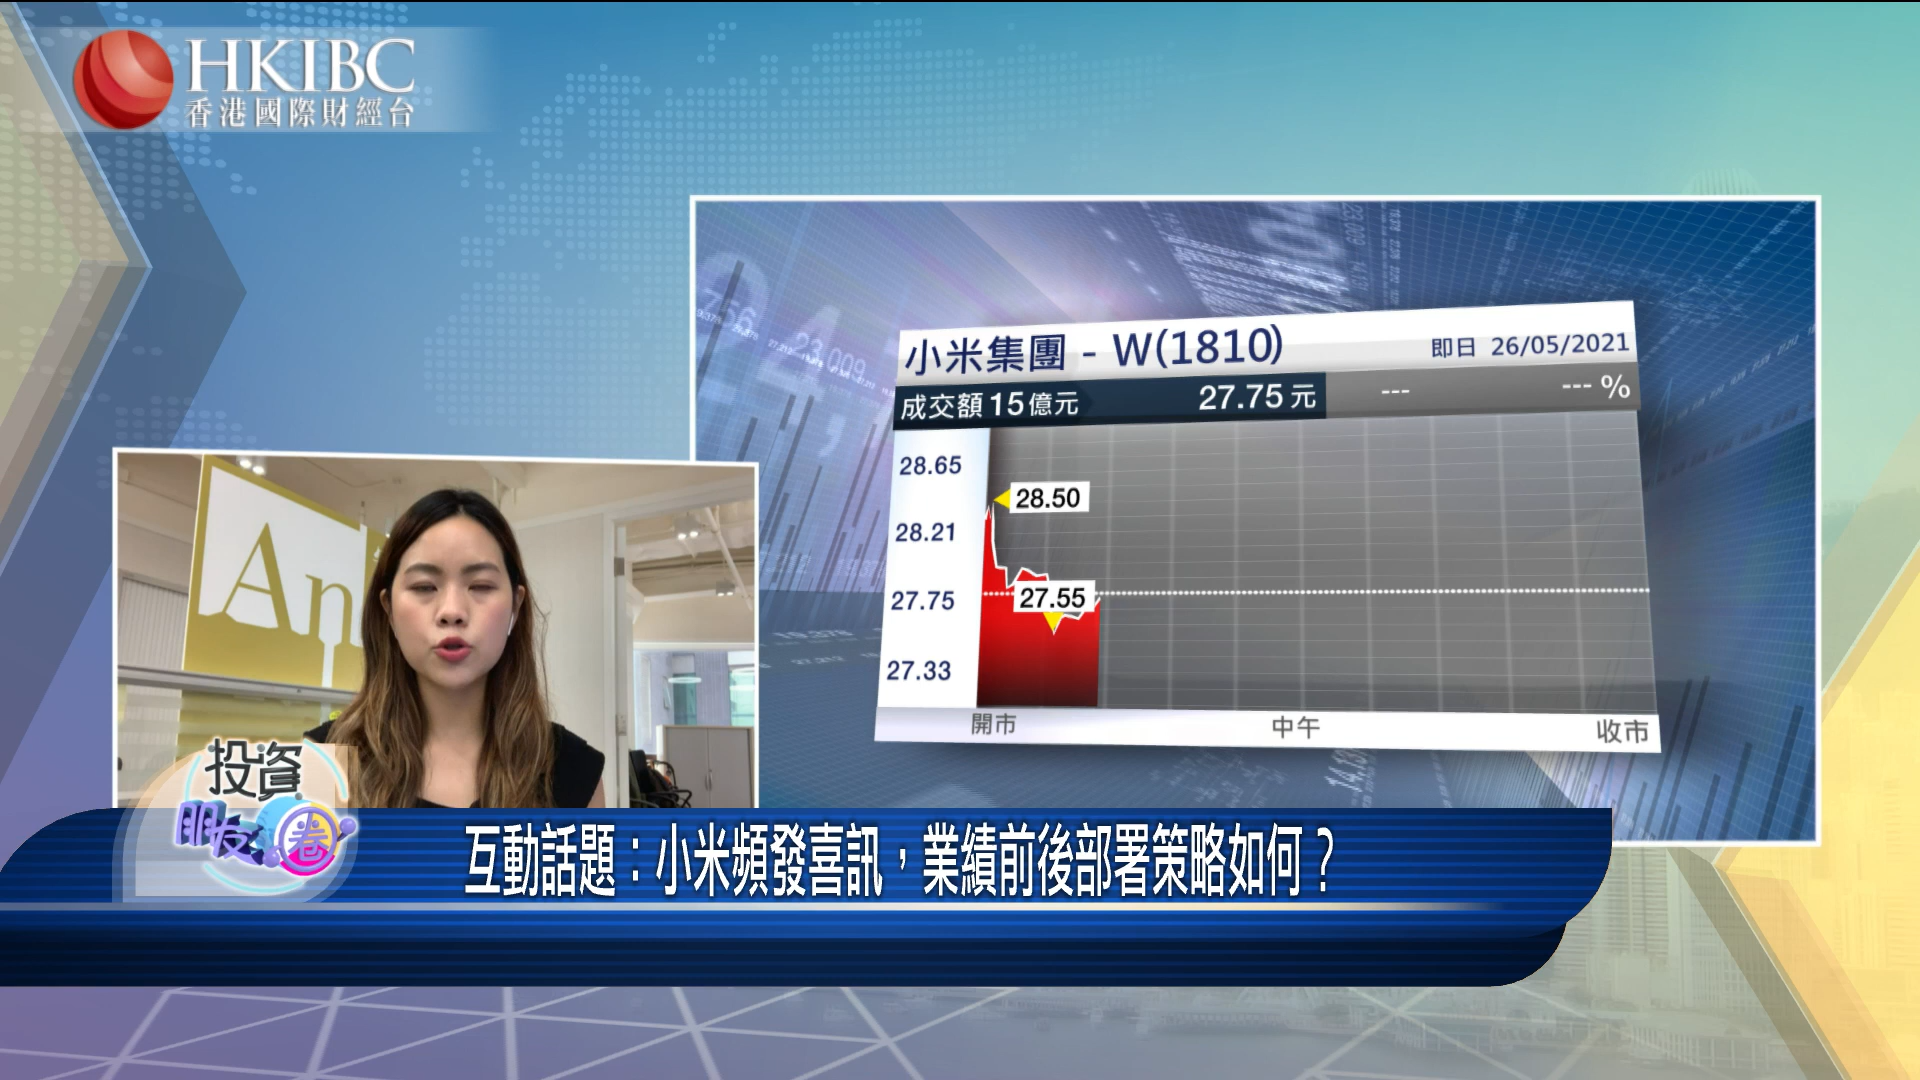 HKIBC
香港國際財經台
小米集團 - W(1810)
即日 26/05/2021
成交額 15億元 27.75 元 --- --- %
28.65
28.50
28.21
27.75
27.55
27.33
開市 中午 收市
An
投資
朋友圈
互動話題：小米頻發喜訊，業績前後部署策略如何？